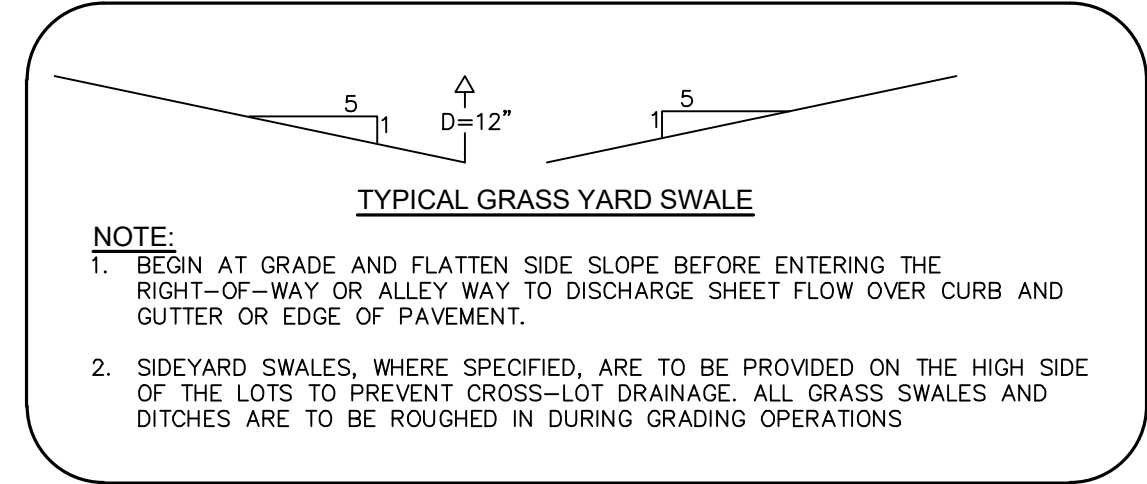 5
1
D=12”
5
1
TYPICAL GRASS YARD SWALE
NOTE:
1. BEGIN AT GRADE AND FLATTEN SIDE SLOPE BEFORE ENTERING THE
RIGHT-OF-WAY OR ALLEY WAY TO DISCHARGE SHEET FLOW OVER CURB AND
GUTTER OR EDGE OF PAVEMENT.
2. SIDEYARD SWALES, WHERE SPECIFIED, ARE TO BE PROVIDED ON THE HIGH SIDE
OF THE LOTS TO PREVENT CROSS-LOT DRAINAGE. ALL GRASS SWALES AND
DITCHES ARE TO BE ROUGHED IN DURING GRADING OPERATIONS